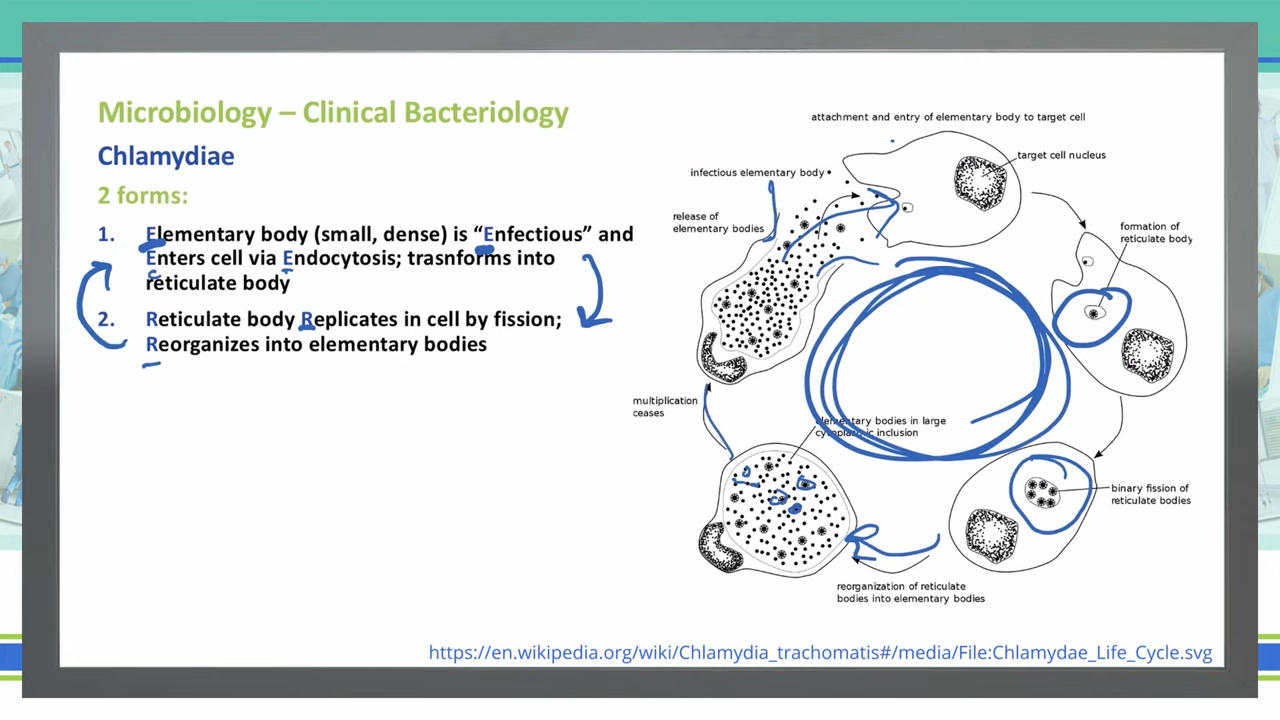 Microbiology – Clinical Bacteriology
Chlamydiae
2 forms:
1. Elementary body (small, dense) is “Enfectious” and
Enters cell via Endocytosis; trasnforms into
reticulate body
2. Reticulate body Replicates in cell by fission;
Reorganizes into elementary bodies
attachment and entry of elementary body to target cell
target cell nucleus
infectious elementary body
release of
elementary bodies
formation of
reticulate body
multiplication
ceases
elementary bodies in large
cytoplasmic inclusion
binary fission of
reticulate bodies
reorganization of reticulate
bodies into elementary bodies
https://en.wikipedia.org/wiki/Chlamydia_trachomatis#/media/File:Chlamydae_Life_Cycle.svg